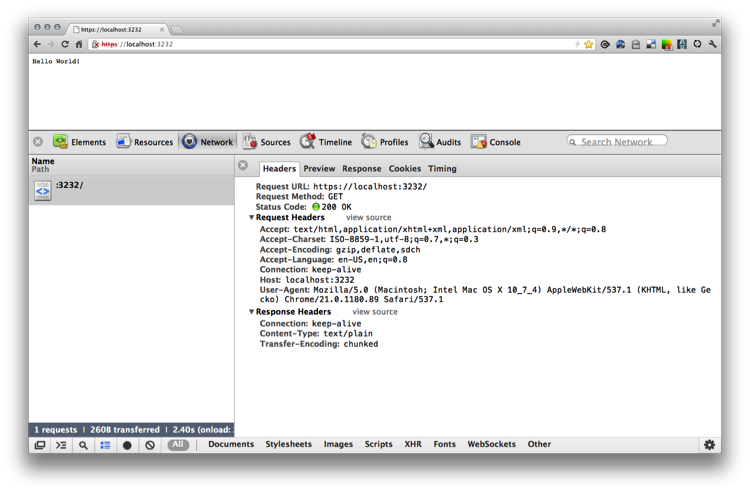 https://localhost:3232
https://localhost:3232
Hello World!
Elements Resources Network Sources Timeline Profiles Audits Console Search Network
Name
Path
Headers Preview Response Cookies Timing
:3232/
Request URL: https://localhost:3232/
Request Method: GET
Status Code: 200 OK
Request Headers view source
Accept: text/html,application/xhtml+xml,application/xml;q=0.9,*/*;q=0.8
Accept-Charset: ISO-8859-1,utf-8;q=0.7,*;q=0.3
Accept-Encoding: gzip,deflate,sdch
Accept-Language: en-US,en;q=0.8
Connection: keep-alive
Host: localhost:3232
User-Agent: Mozilla/5.0 (Macintosh; Intel Mac OS X 10_7_4) AppleWebKit/537.1 (KHTML, like Ge
cko) Chrome/21.0.1180.89 Safari/537.1
Response Headers view source
Connection: keep-alive
Content-Type: text/plain
Transfer-Encoding: chunked
1 requests | 2608 transferred | 2.40s (onload:
All Documents Stylesheets Images Scripts XHR Fonts WebSockets Other